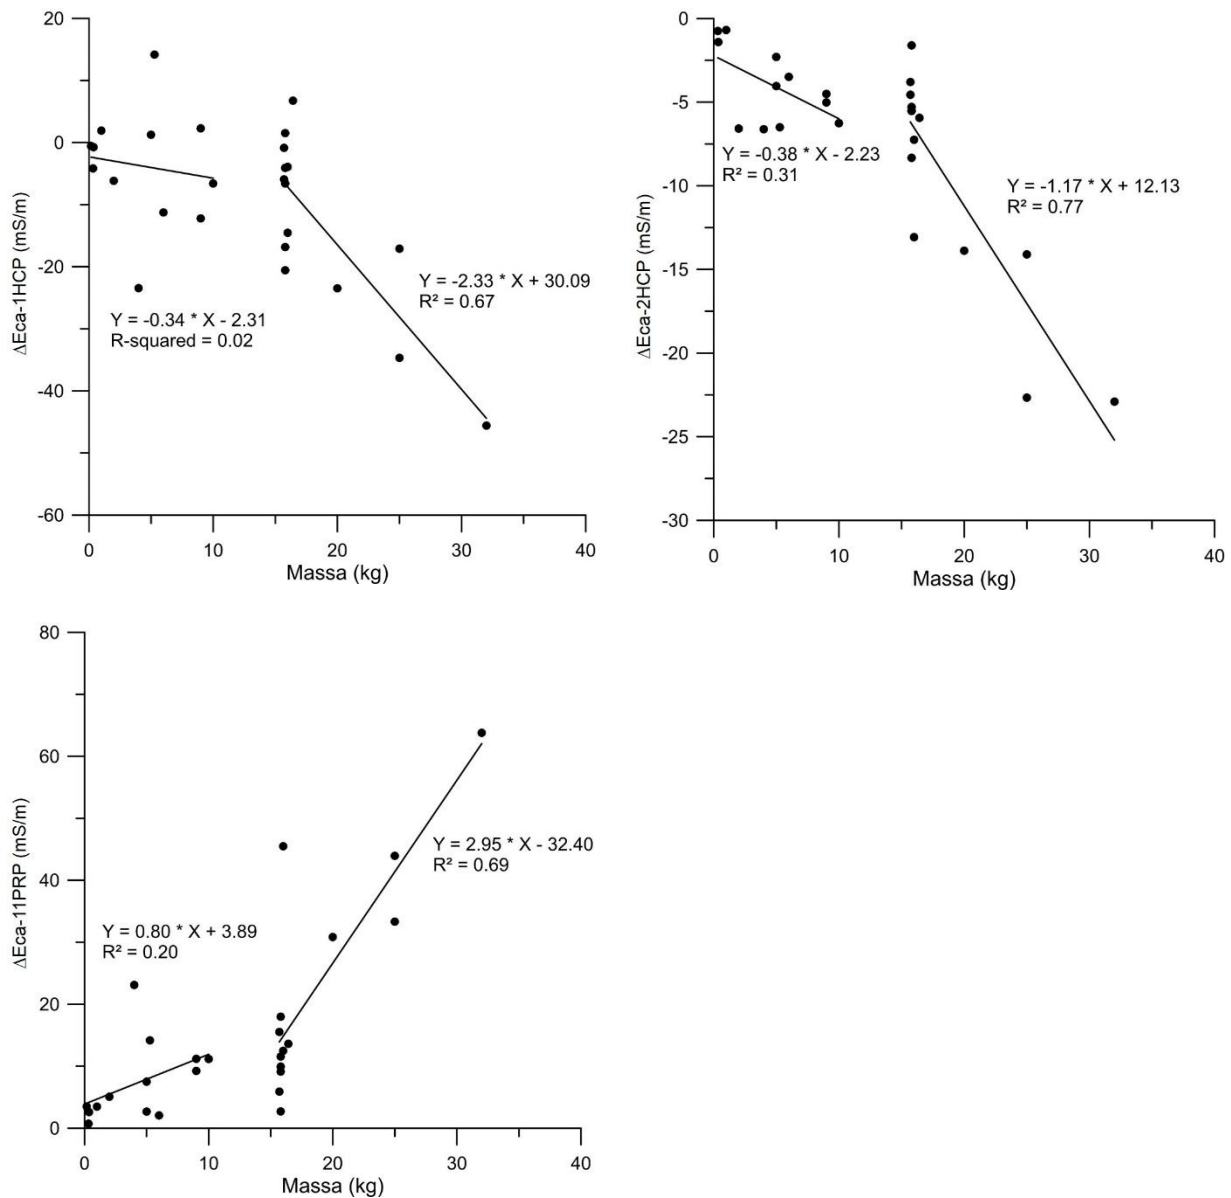 20
0
-20
-40
-60
0 10 20 30 40
ΔEca-1HCP (mS/m)
Massa (kg)
Y = -0.34 * X - 2.31
R-squared = 0.02
Y = -2.33 * X + 30.09
R² = 0.67
0
-5
-10
-15
-20
-25
-30
0 10 20 30 40
ΔEca-2HCP (mS/m)
Massa (kg)
Y = -0.38 * X - 2.23
R² = 0.31
Y = -1.17 * X + 12.13
R² = 0.77
80
60
40
20
0
0 10 20 30 40
ΔEca-11PRP (mS/m)
Massa (kg)
Y = 0.80 * X + 3.89
R² = 0.20
Y = 2.95 * X - 32.40
R² = 0.69